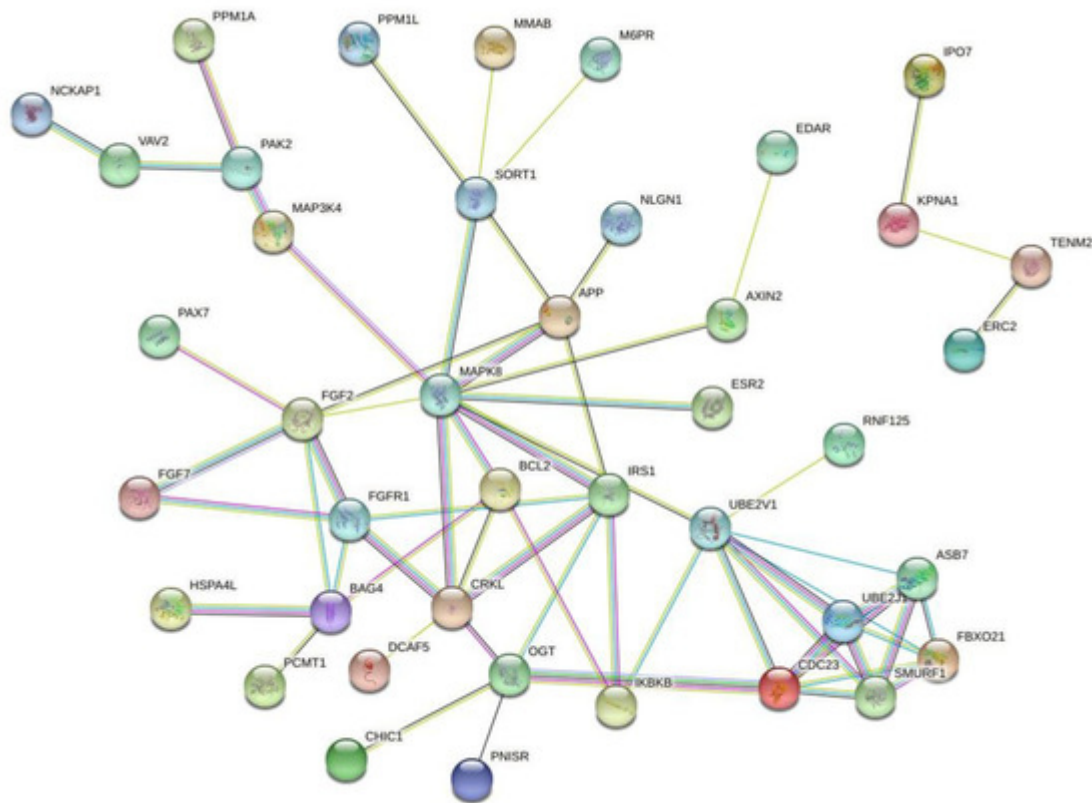 PPM1A
PPM1L
MMAB
M6PR
IPO7
NCKAP1
VAV2
PAK2
EDAR
SORT1
MAP3K4
NLGN1
KPNA1
TENM2
APP
AXIN2
PAX7
ERC2
MAPK8
FGF2
ESR2
RNF125
FGF7
BCL2
IRS1
FGFR1
UBE2V1
ASB7
HSPA4L
BAG4
CRKL
UBE2J1
FBXO21
PCMT1
DCAF5
OGT
IKBKB
CDC23
SMURF1
CHIC1
PNISR